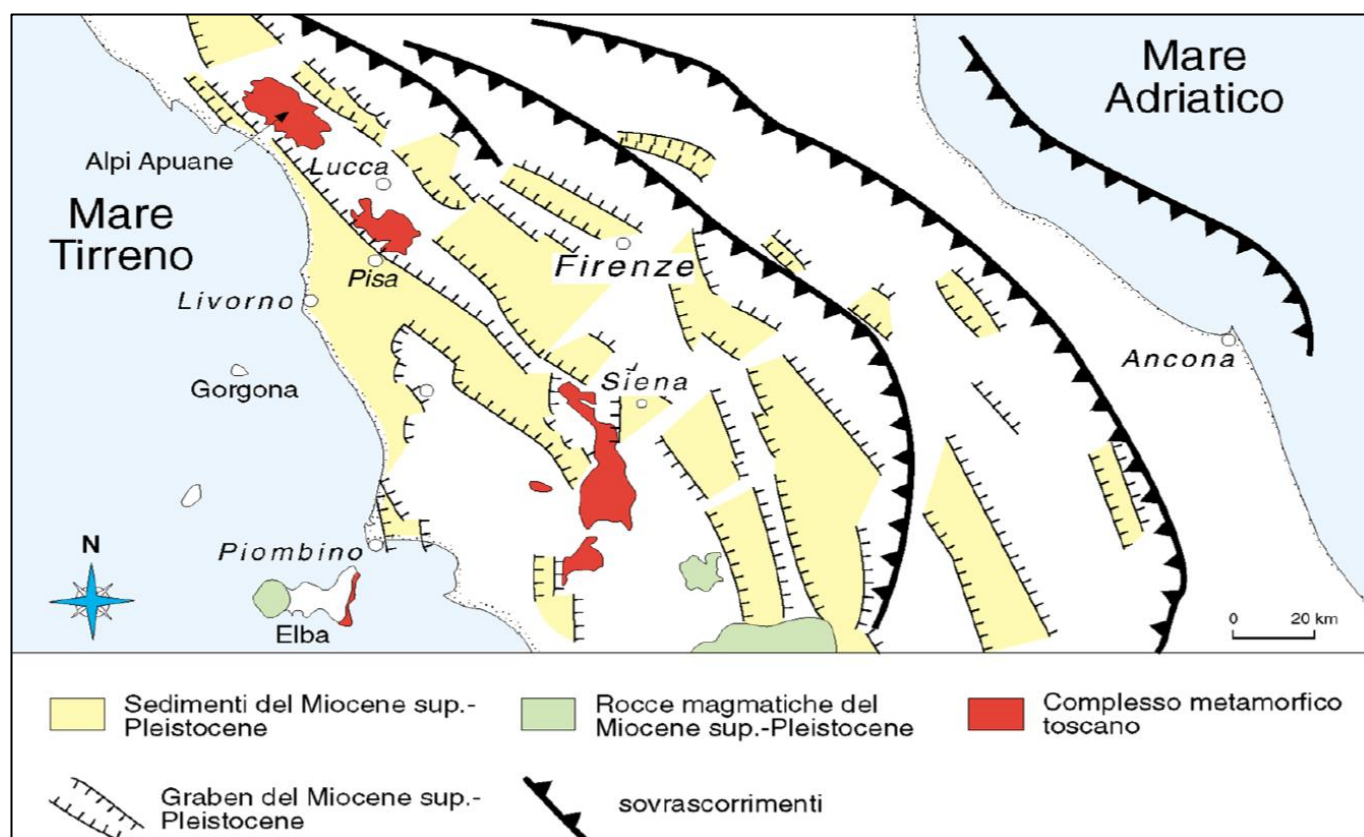 Mare
Adriatico
Alpi Apuane
Lucca
Mare
Tirreno
Firenze
Pisa
Livorno
Ancona
Siena
Gorgona
Piombino
N
Elba
0 20 km
Sedimenti del Miocene sup.-
Pleistocene
Rocce magmatiche del
Miocene sup.-Pleistocene
Complesso metamorfico
toscano
Graben del Miocene sup.-
Pleistocene
sovrascorrimenti